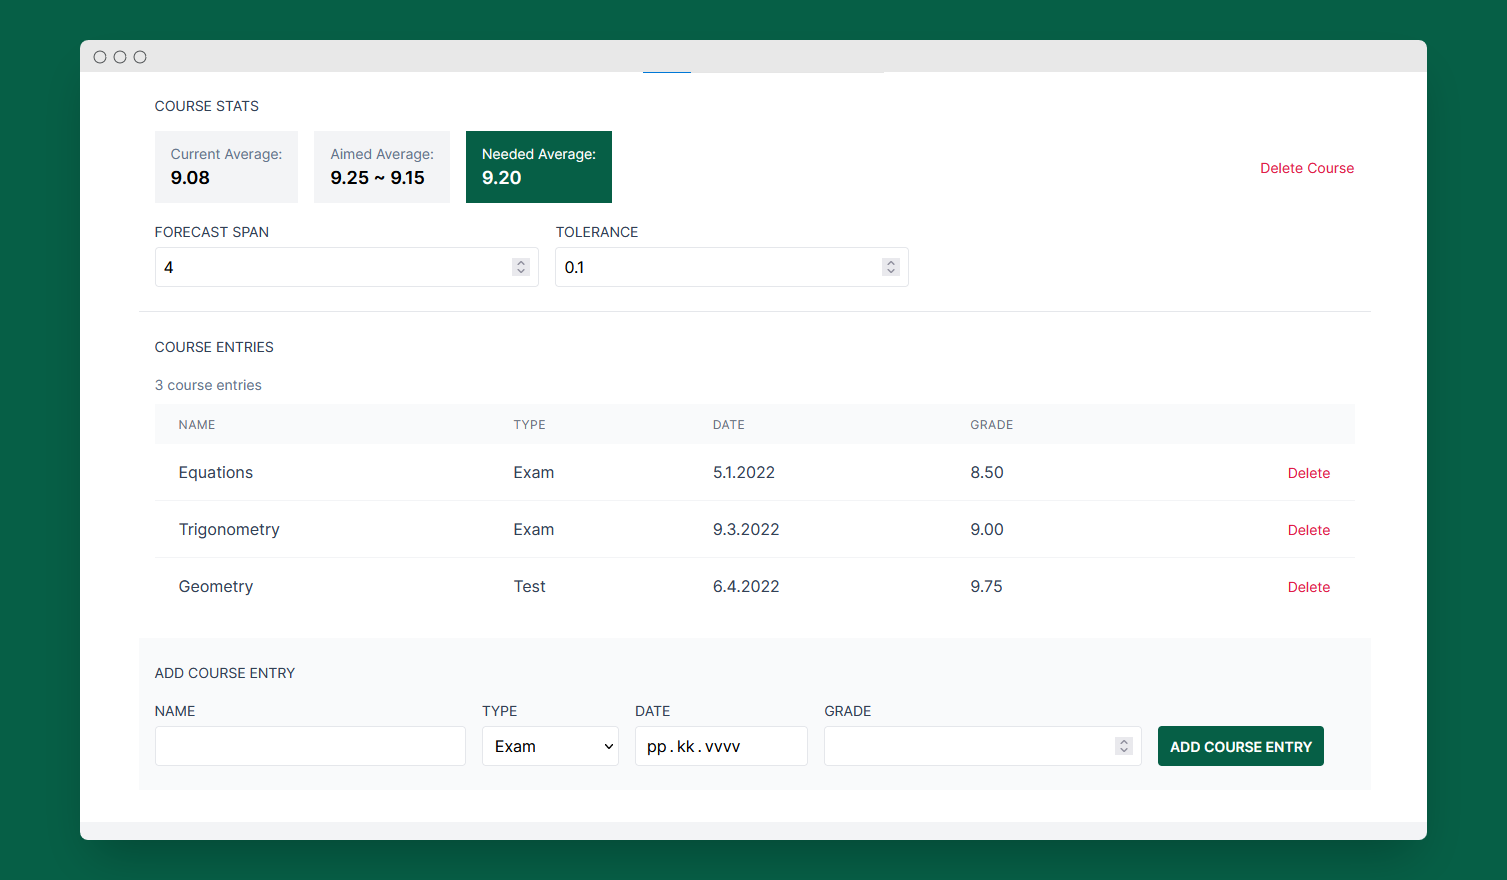 COURSE STATS
Current Average:
9.08
Aimed Average:
9.25 ~ 9.15
Needed Average:
9.20
Delete Course
FORECAST SPAN
4
TOLERANCE
0.1
COURSE ENTRIES
3 course entries
NAME TYPE DATE GRADE
Equations Exam 5.1.2022 8.50 Delete
Trigonometry Exam 9.3.2022 9.00 Delete
Geometry Test 6.4.2022 9.75 Delete
ADD COURSE ENTRY
NAME TYPE DATE GRADE
Exam pp.kk.vvvv ADD COURSE ENTRY